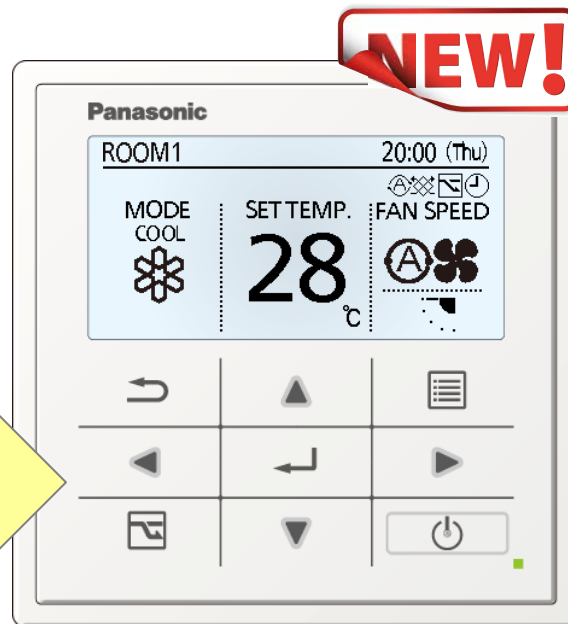 NEW!
Panasonic
ROOM1 20:00 (Thu)
MODE SET TEMP. FAN SPEED
COOL
28 °C
A
A